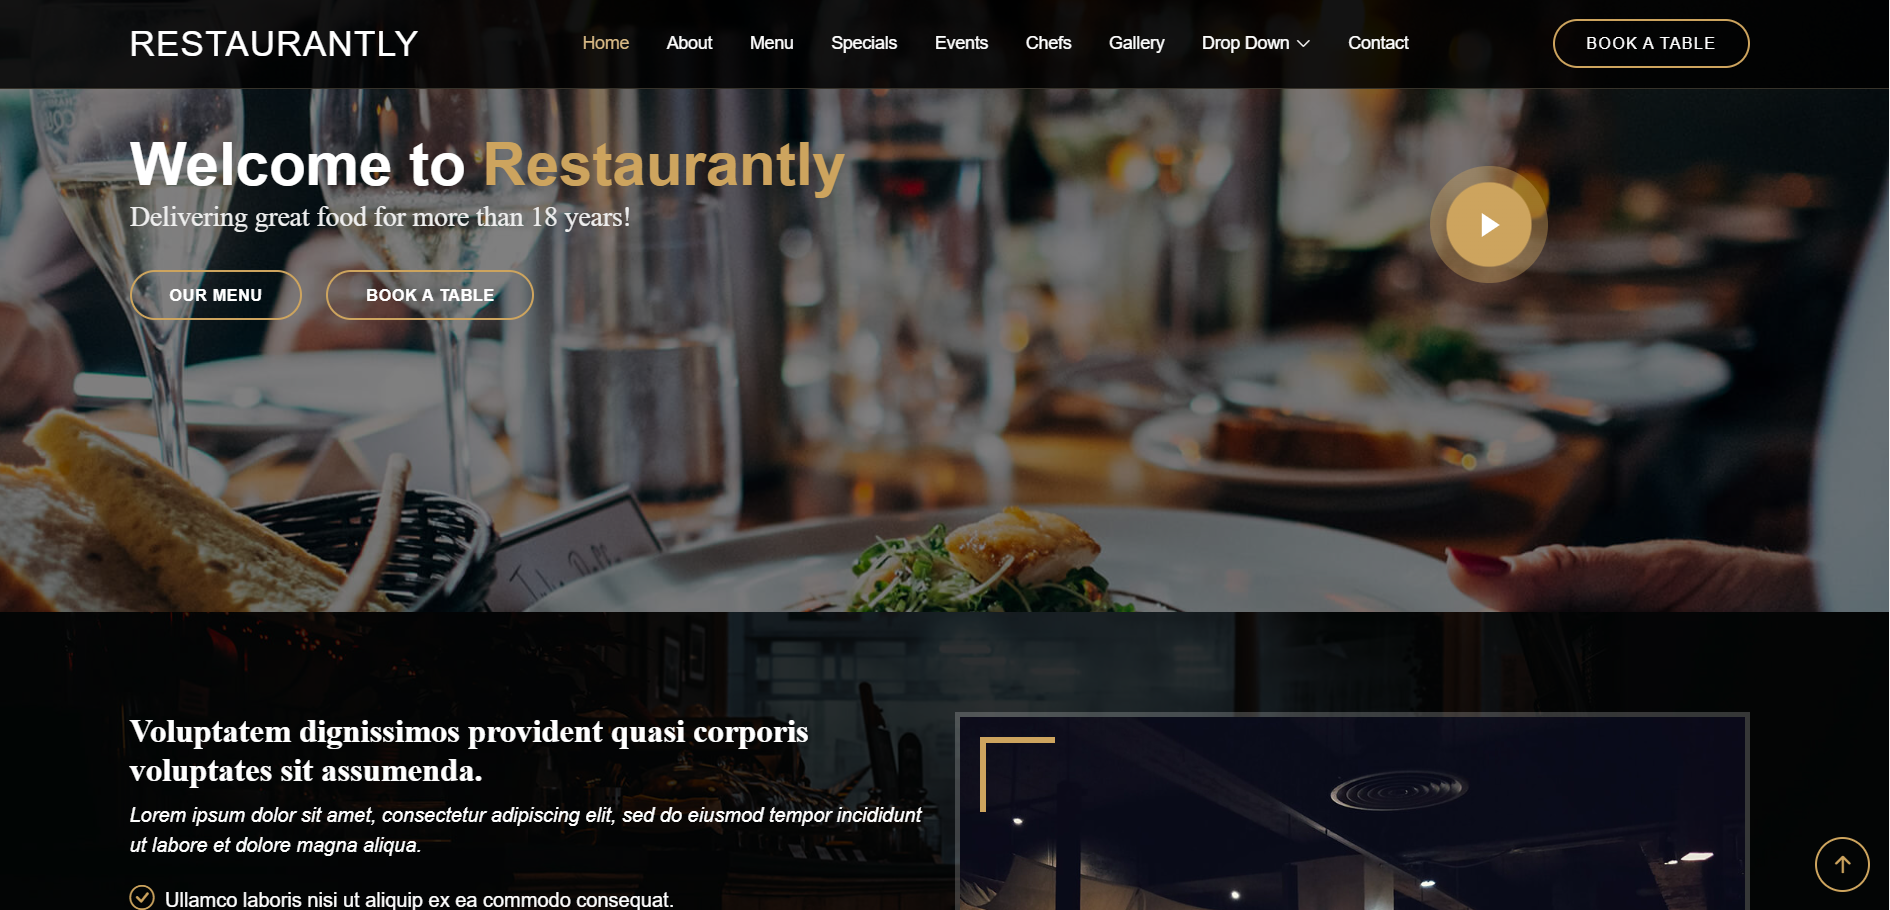 RESTAURANTLY
Home About Menu Specials Events Chefs Gallery Drop Down Contact
BOOK A TABLE
Welcome to Restaurantly
Delivering great food for more than 18 years!
OUR MENU BOOK A TABLE
Voluptatem dignissimos provident quasi corporis
voluptates sit assumenda.
Lorem ipsum dolor sit amet, consectetur adipiscing elit, sed do eiusmod tempor incididunt
ut labore et dolore magna aliqua.
Ullamco laboris nisi ut aliquip ex ea commodo consequat.